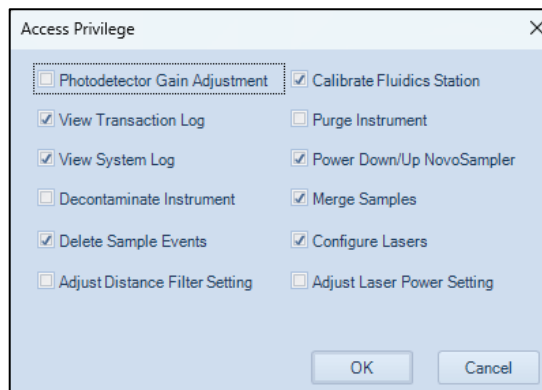 Access Privilege
Photodetector Gain Adjustment
Calibrate Fluidics Station
View Transaction Log
Purge Instrument
View System Log
Power Down/Up NovoSampler
Decontaminate Instrument
Merge Samples
Delete Sample Events
Configure Lasers
Adjust Distance Filter Setting
Adjust Laser Power Setting
OK
Cancel